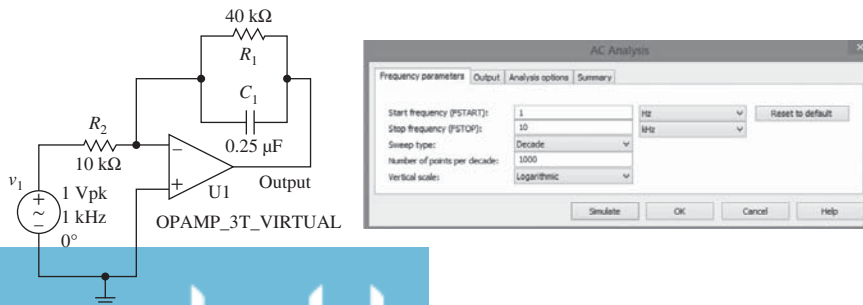 40 kΩ
R1
C1
0.25 μF
R2
10 kΩ
−
+
U1
Output
v1
+
~
−
1 Vpk
1 kHz
0°
OPAMP_3T_VIRTUAL
AC Analysis
×
Frequency parameters Output Analysis options Summary
Start frequency (FSTART): 1 Hz Reset to default
Stop frequency (FSTOP): 10 kHz
Sweep type: Decade
Number of points per decade: 1000
Vertical scale: Logarithmic
Simulate OK Cancel Help